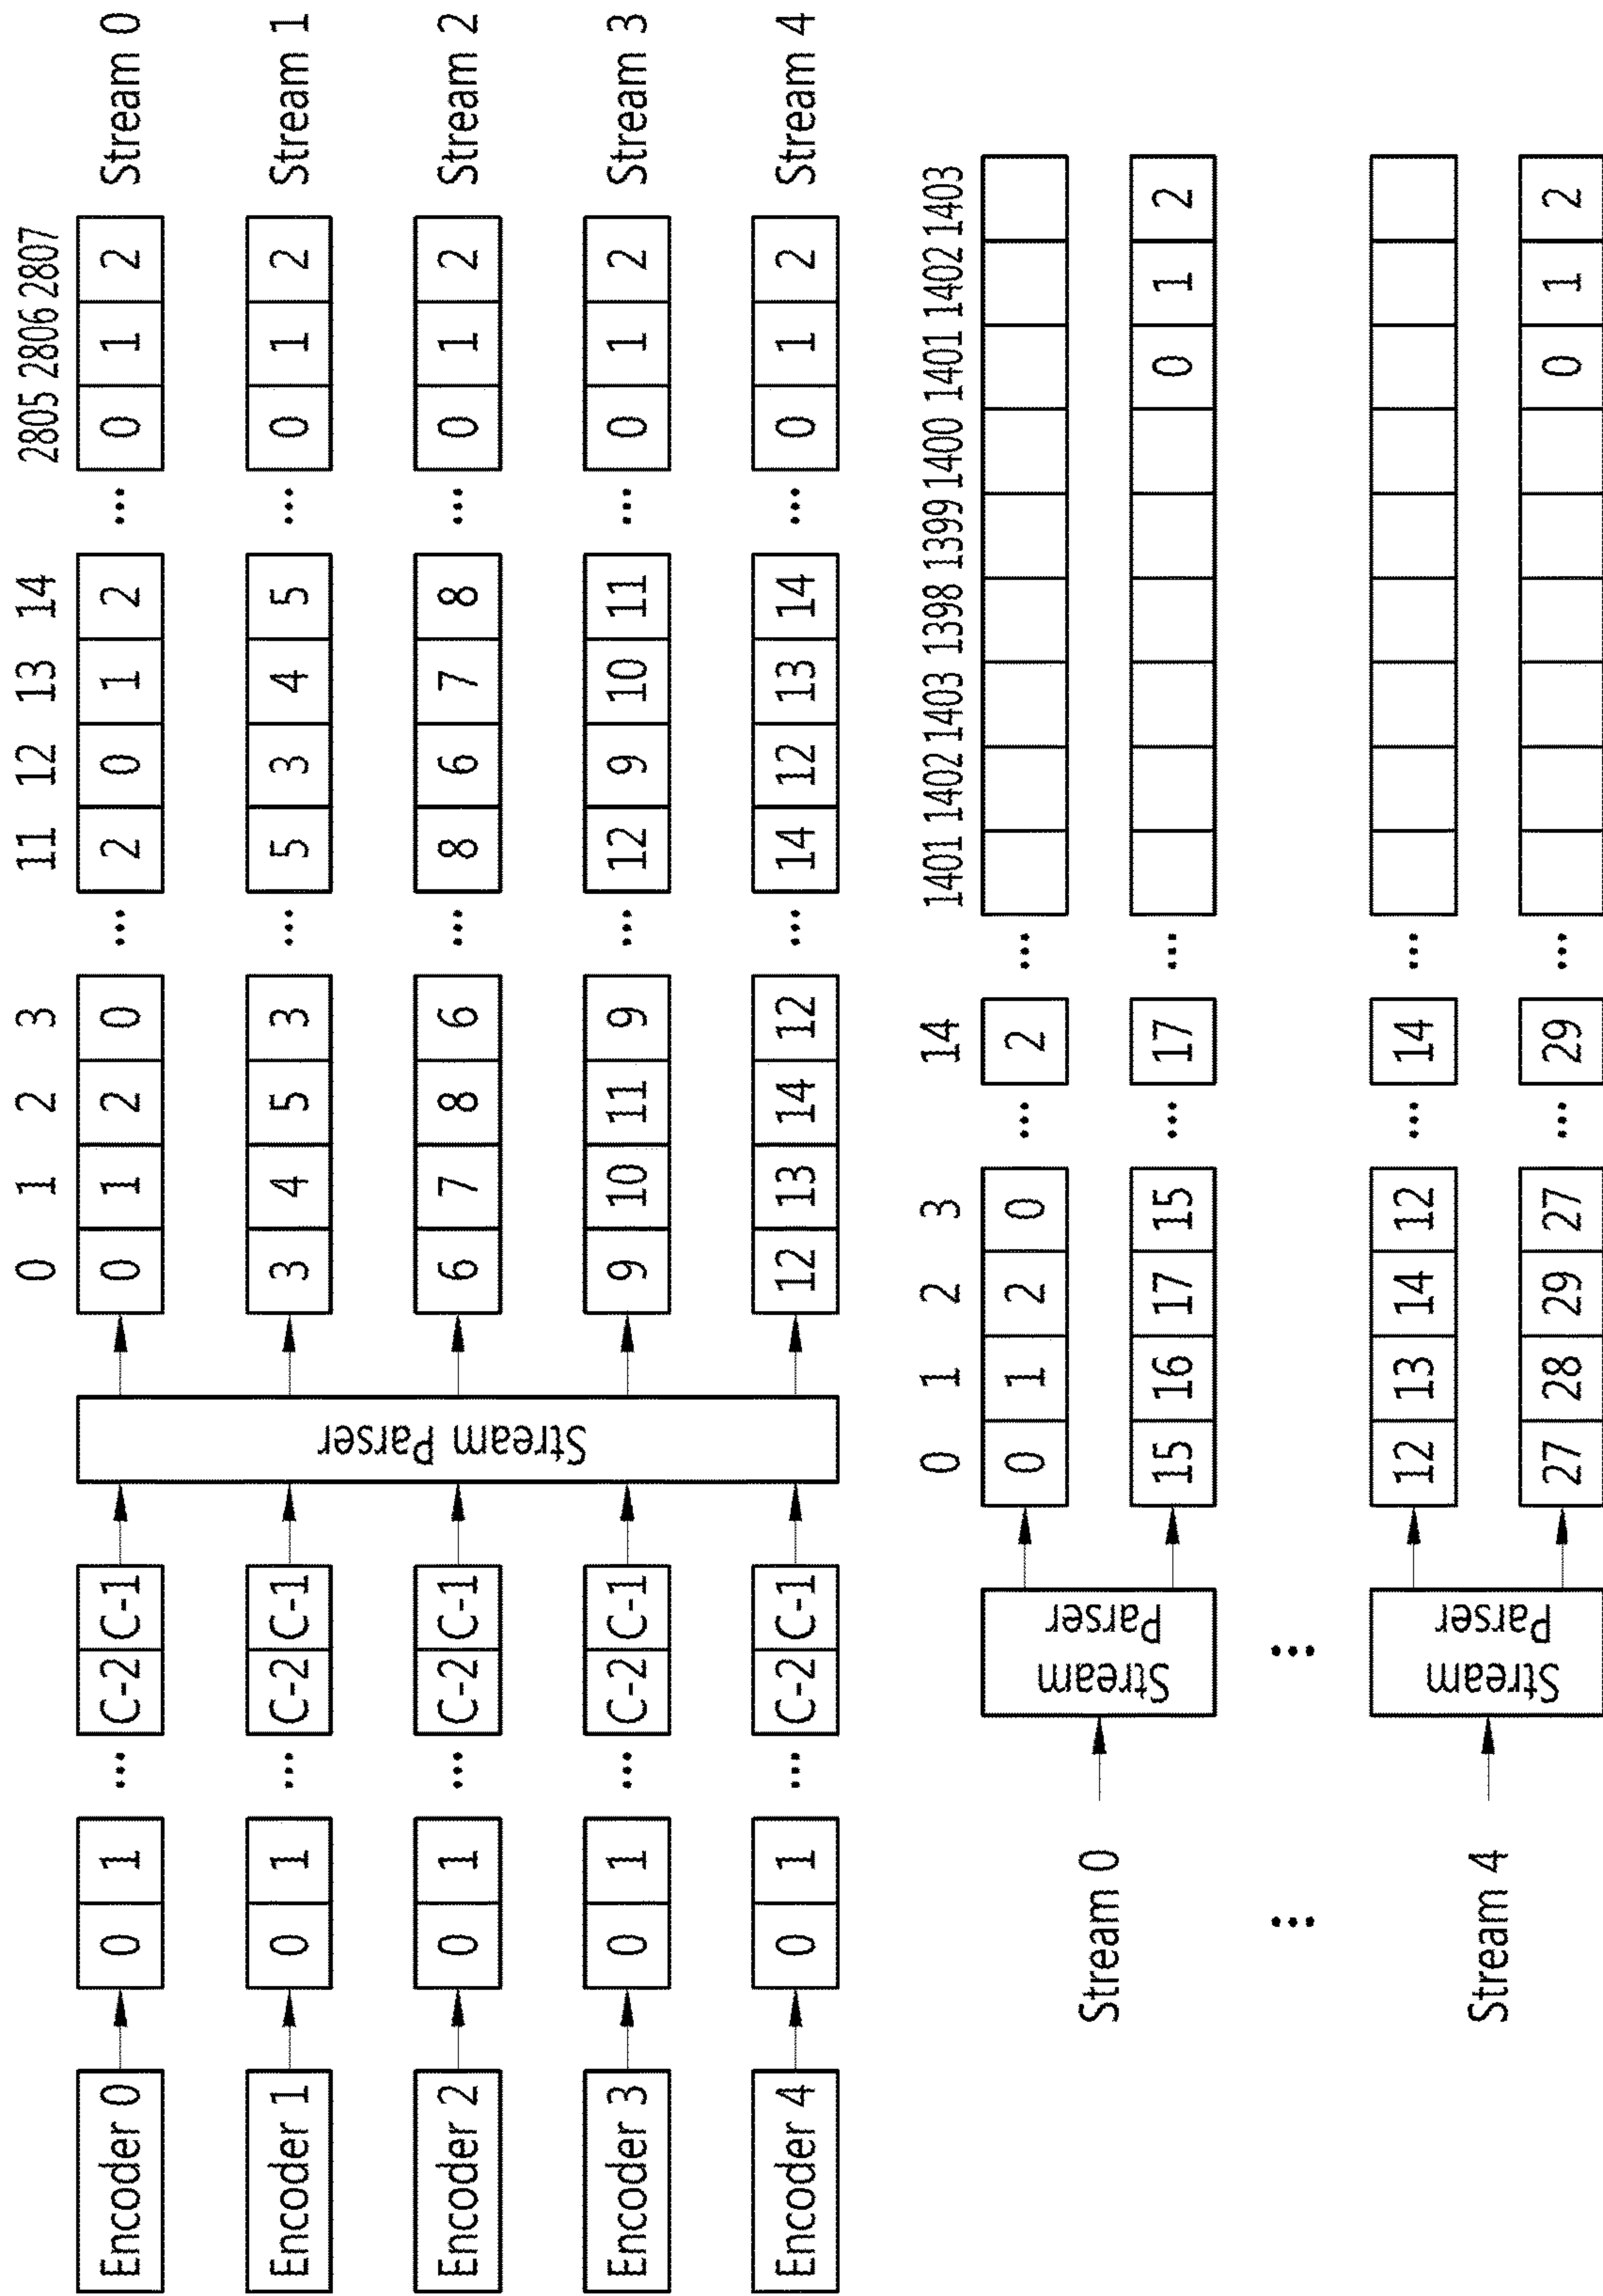 0 1 2 3 11 12 13 14 2805 2806 2807
Encoder 0 0 1 ... C-2 C-1 0 1 2 0 ... 2 0 1 2 ... 0 1 2 Stream 0
Encoder 1 0 1 ... C-2 C-1 3 4 5 3 ... 5 3 4 5 ... 0 1 2 Stream 1
Encoder 2 0 1 ... C-2 C-1 6 7 8 6 ... 8 6 7 8 ... 0 1 2 Stream 2
Encoder 3 0 1 ... C-2 C-1 9 10 11 9 ... 12 9 10 11 ... 0 1 2 Stream 3
Encoder 4 0 1 ... C-2 C-1 12 13 14 12 ... 14 12 13 14 ... 0 1 2 Stream 4
Stream Parser
0 1 2 3 14 1401 1402 1403 1398 1399 1400 1401 1402 1403
0 1 2 0 ... 2 ...
Stream 0
Stream
Parser
15 16 17 15 ... 17 ... 0 1 2
... ...
12 13 14 12 ... 14 ...
Stream 4
Stream
Parser
27 28 29 27 ... 29 ... 0 1 2